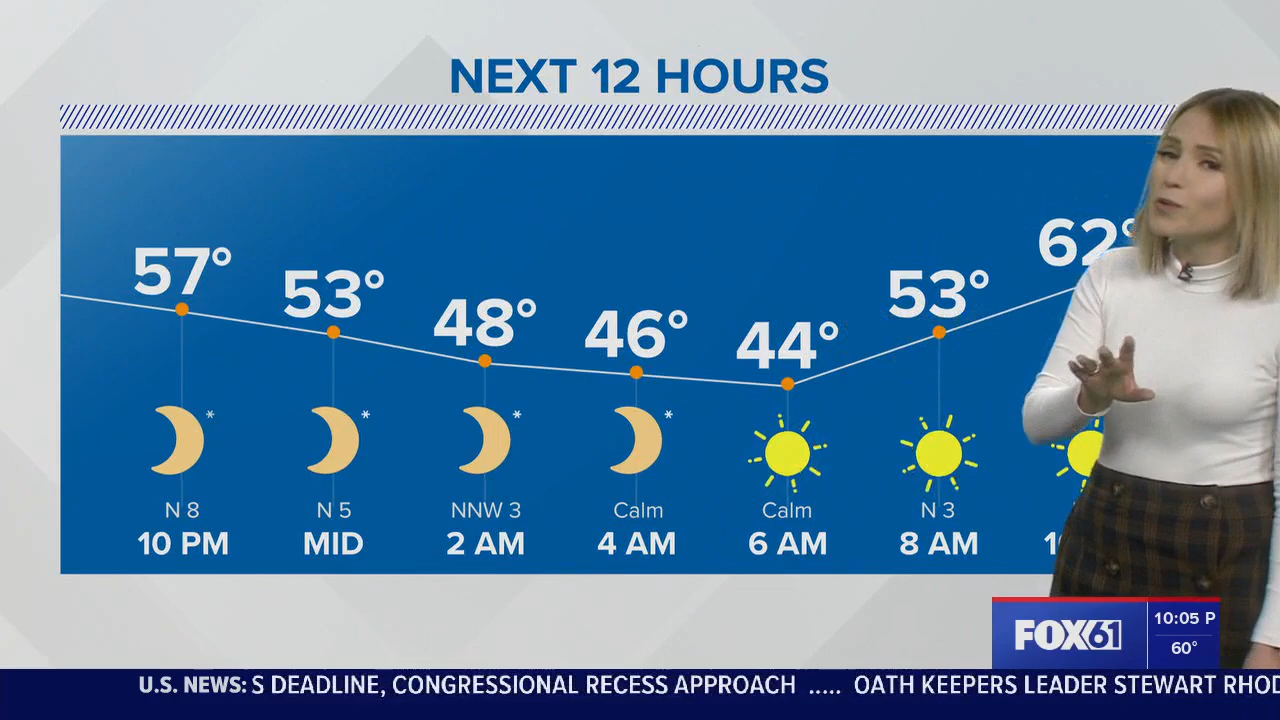 NEXT 12 HOURS
57° 53° 48° 46° 44° 53° 62°
N 8 N 5 NNW 3 Calm Calm N 3
10 PM MID 2 AM 4 AM 6 AM 8 AM
FOX61 10:05 P
60°
U.S. NEWS: S DEADLINE, CONGRESSIONAL RECESS APPROACH ..... OATH KEEPERS LEADER STEWART